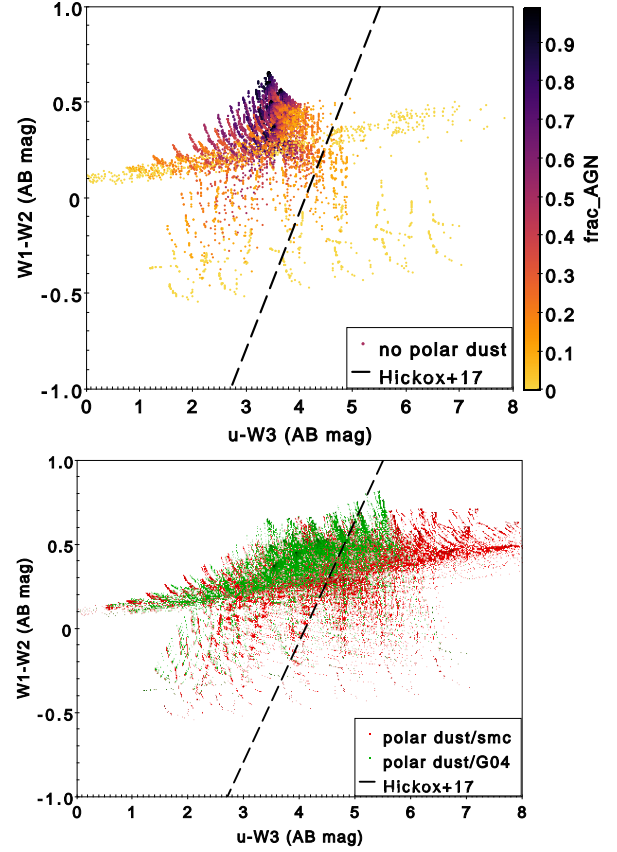 1.0
0.5
0
-0.5
-1.0
W1-W2 (AB mag)
0 1 2 3 4 5 6 7 8
u-W3 (AB mag)
no polar dust
Hickox+17
0.9
0.8
0.7
0.6
0.5
0.4
0.3
0.2
0.1
0
frac_AGN
1.0
0.5
0
-0.5
-1.0
W1-W2 (AB mag)
0 1 2 3 4 5 6 7 8
u-W3 (AB mag)
polar dust/smc
polar dust/G04
Hickox+17